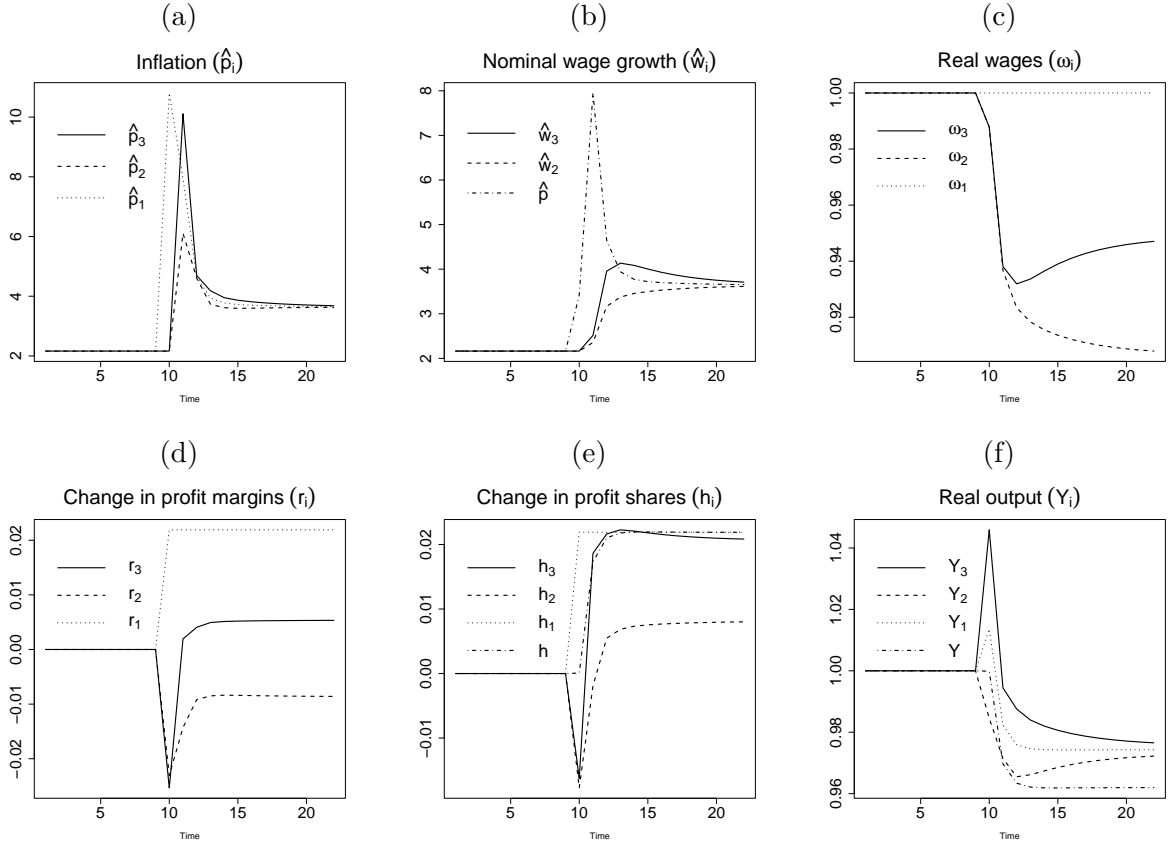 (a)
Inflation (p̂ᵢ)
10
8
6
4
2
p̂₃
p̂₂
p̂₁
5 10 15 20
Time
(b)
Nominal wage growth (ŵᵢ)
8
7
6
5
4
3
2
ŵ₃
ŵ₂
p̂
5 10 15 20
Time
(c)
Real wages (ωᵢ)
1.00
0.98
0.96
0.94
0.92
ω₃
ω₂
ω₁
5 10 15 20
Time
(d)
Change in profit margins (rᵢ)
0.02
0.01
0.00
−0.01
−0.02
r₃
r₂
r₁
5 10 15 20
Time
(e)
Change in profit shares (hᵢ)
0.02
0.01
0.00
−0.01
h₃
h₂
h₁
h
5 10 15 20
Time
(f)
Real output (Yᵢ)
1.04
1.02
1.00
0.98
0.96
Y₃
Y₂
Y₁
Y
5 10 15 20
Time